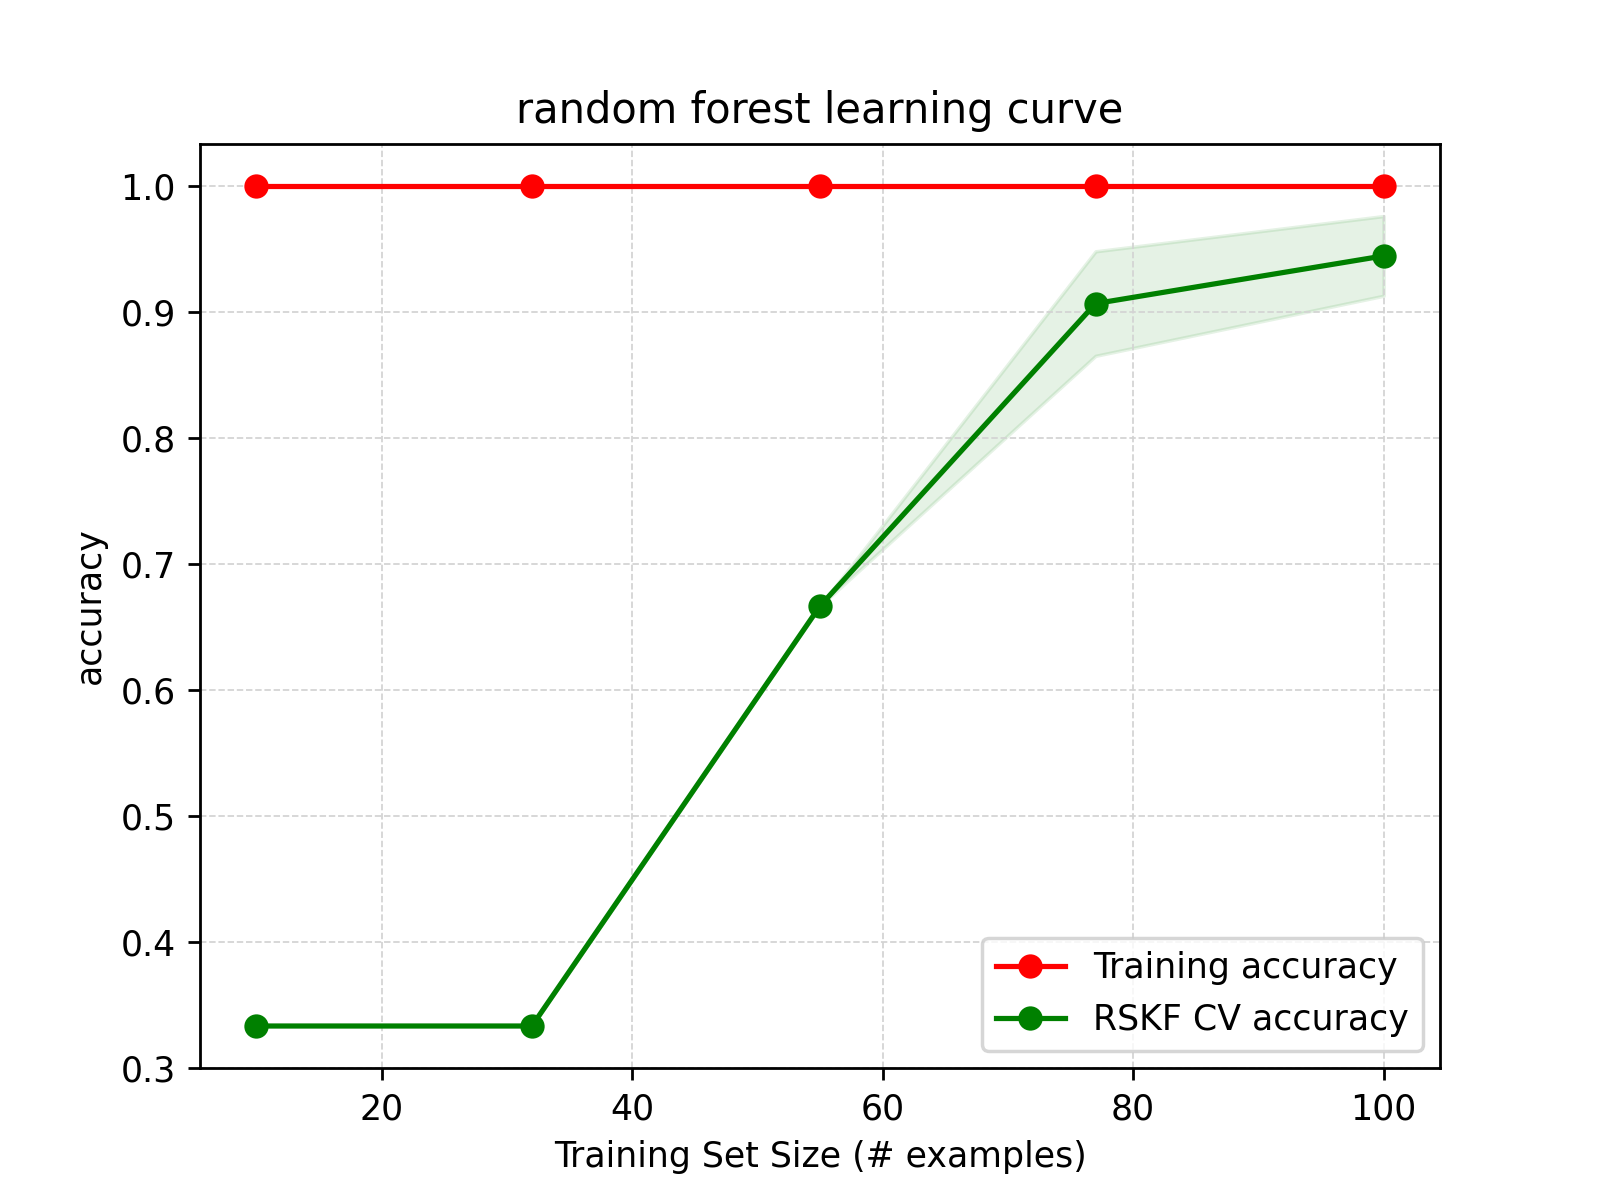 random forest learning curve
1.0
0.9
0.8
0.7
0.6
0.5
0.4
0.3
accuracy
Training accuracy
RSKF CV accuracy
20 40 60 80 100
Training Set Size (# examples)